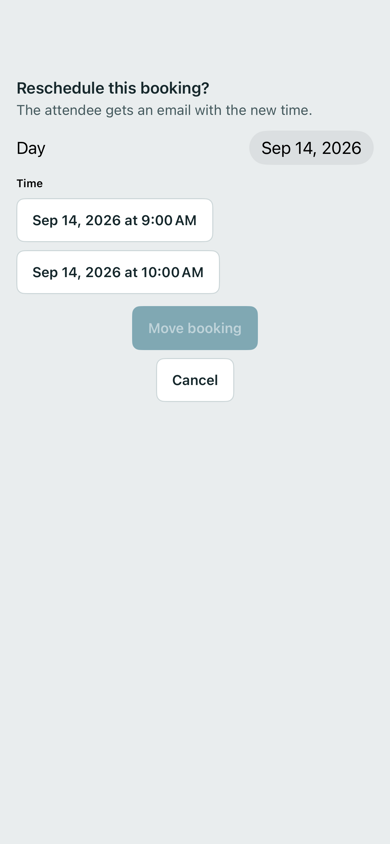 Reschedule this booking?
The attendee gets an email with the new time.
Day
Sep 14, 2026
Time
Sep 14, 2026 at 9:00 AM
Sep 14, 2026 at 10:00 AM
Move booking
Cancel